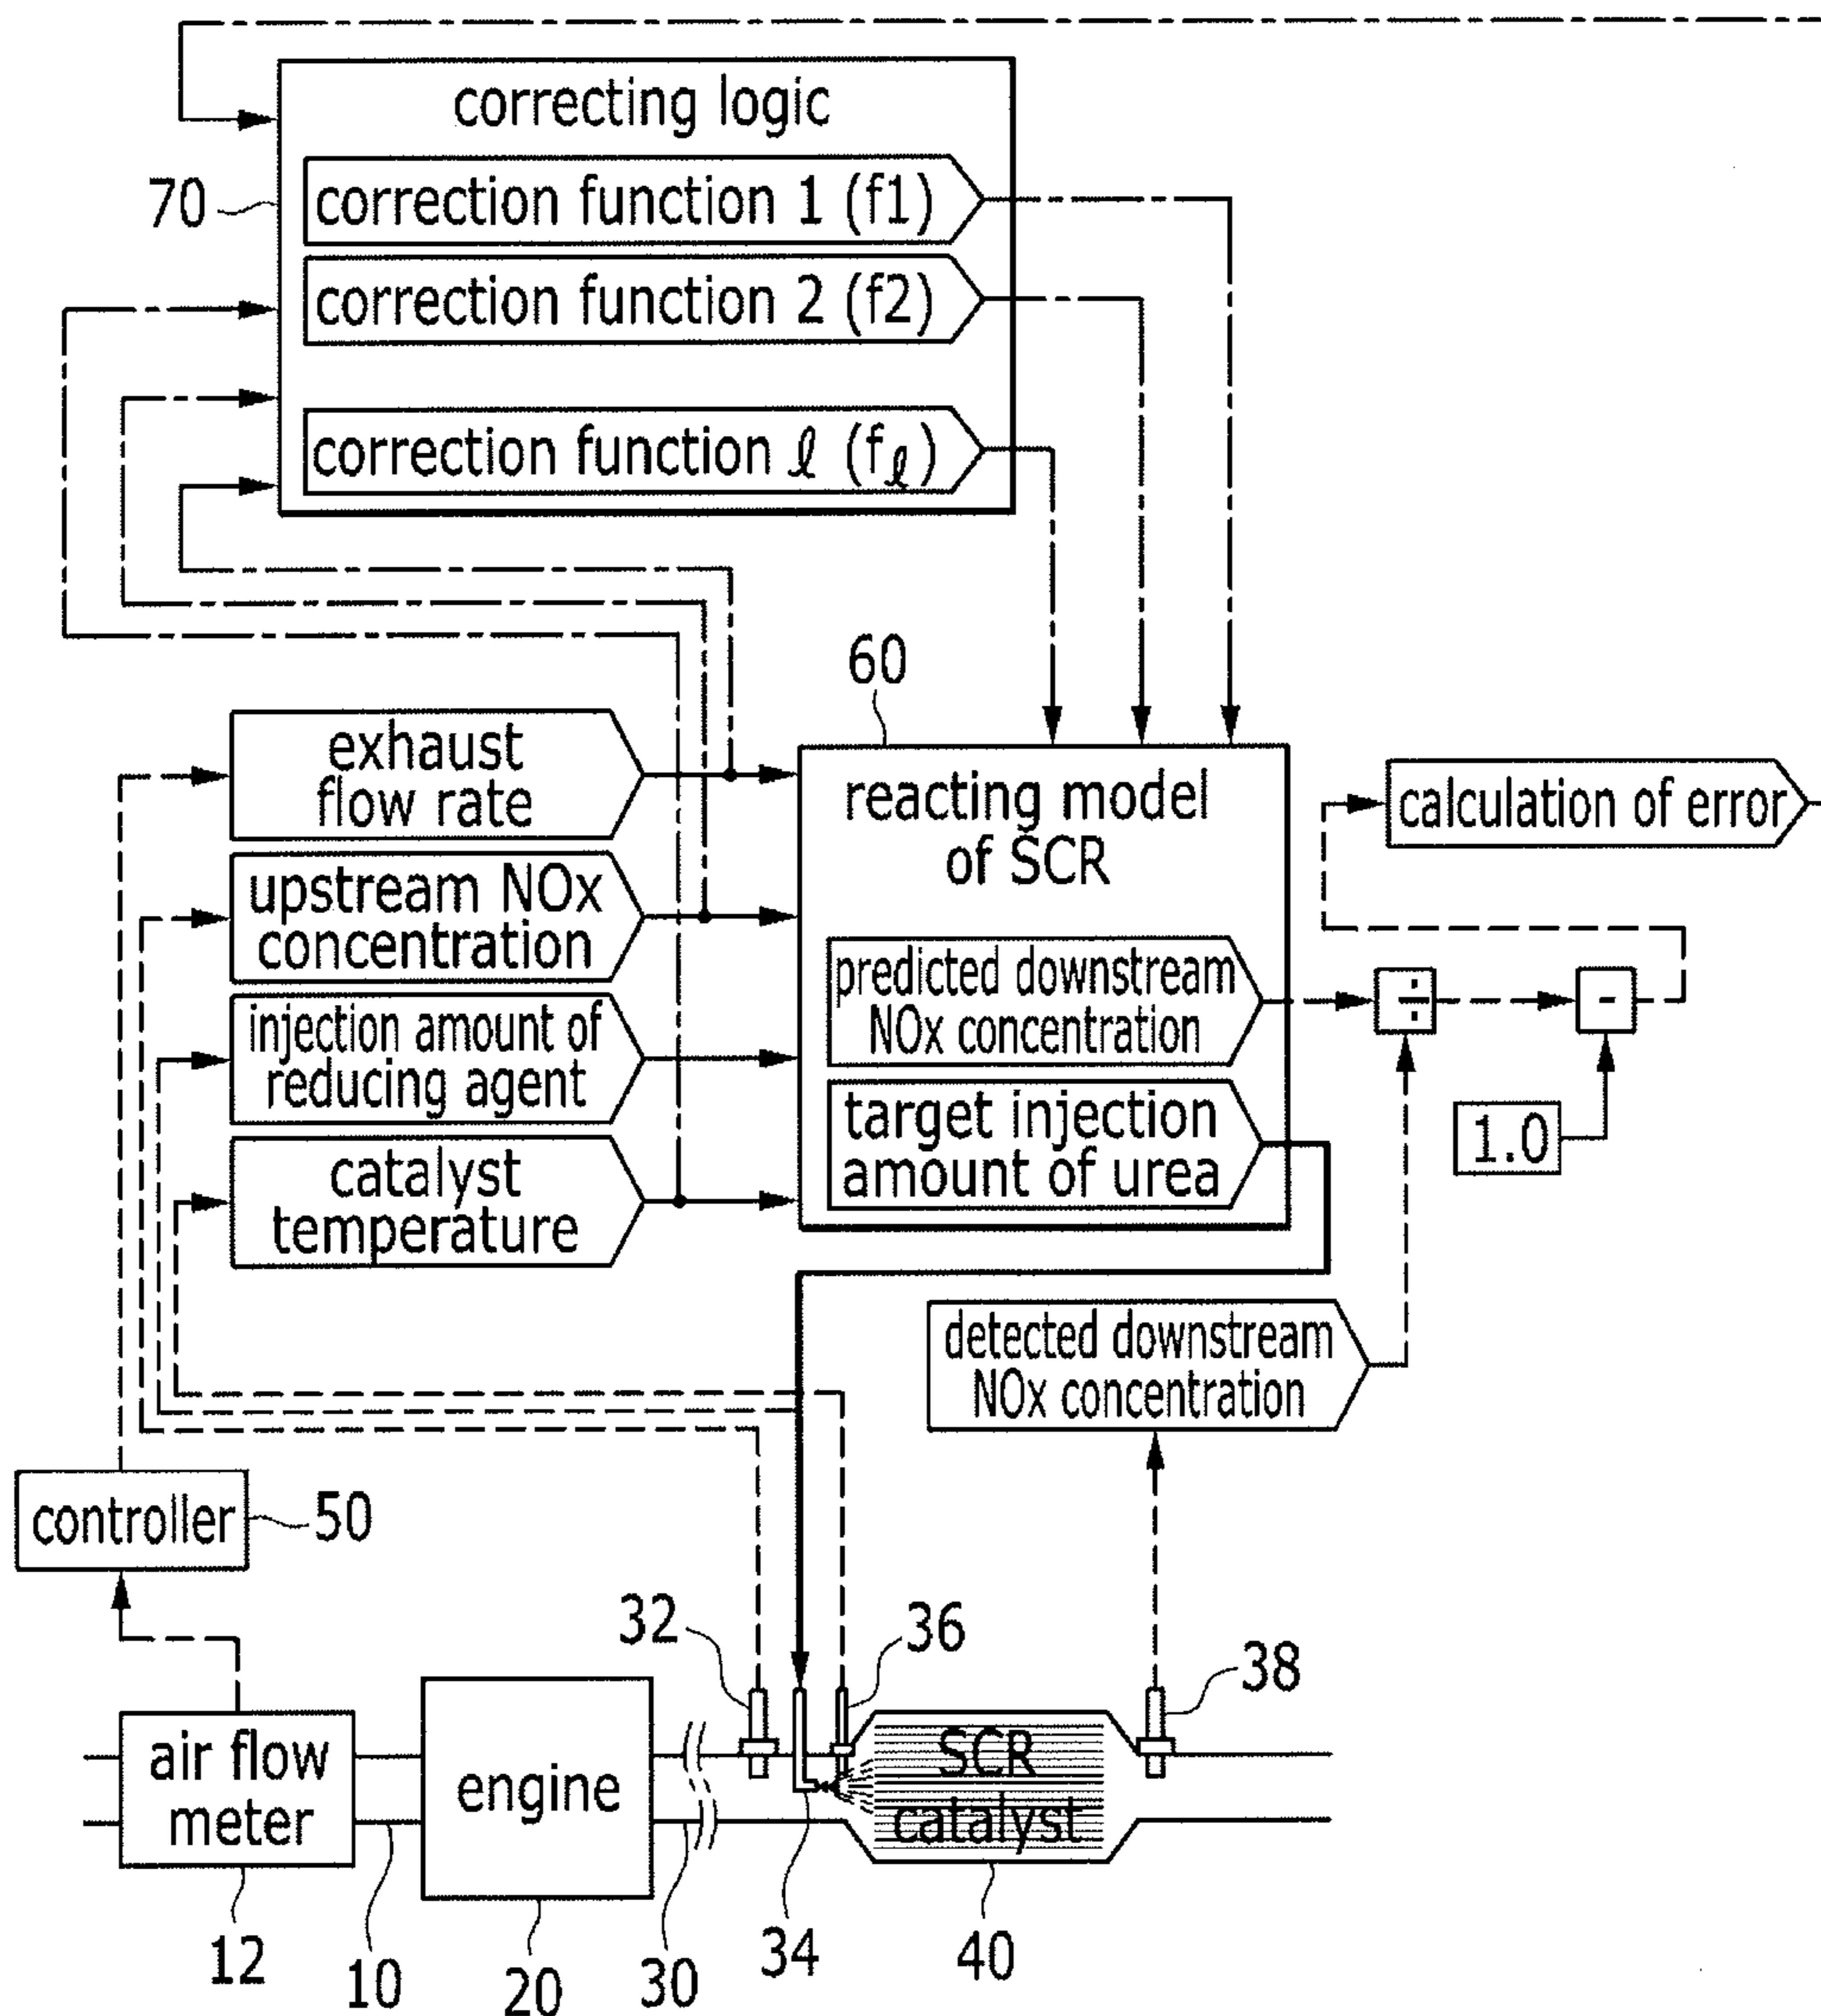 correcting logic
70
correction function 1 (f1)
correction function 2 (f2)
correction function ℓ (fℓ)
60
exhaust
flow rate
reacting model
of SCR
calculation of error
upstream NOx
concentration
predicted downstream
NOx concentration
÷
-
injection amount of
reducing agent
target injection
amount of urea
1.0
catalyst
temperature
detected downstream
NOx concentration
controller
50
32
36
38
air flow
meter
engine
SCR
catalyst
12
10
20
30
34
40